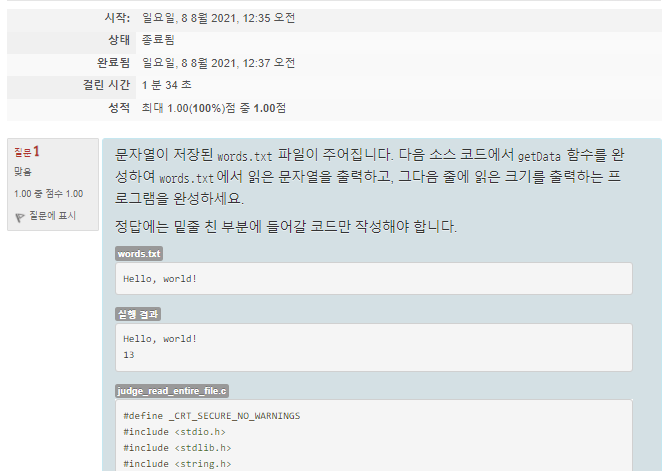 시작: 일요일, 8 8월 2021, 12:35 오전
상태 종료됨
완료됨 일요일, 8 8월 2021, 12:37 오전
걸린 시간 1 분 34 초
성적 최대 1.00(100%)점 중 1.00점
질문 1
맞음
1.00 중 점수 1.00
질문에 표시
문자열이 저장된 words.txt 파일이 주어집니다. 다음 소스 코드에서 getData 함수를 완
성하여 words.txt에서 읽은 문자열을 출력하고, 그다음 줄에 읽은 크기를 출력하는 프
로그램을 완성하세요.
정답에는 밑줄 친 부분에 들어갈 코드만 작성해야 합니다.
words.txt
Hello, world!
실행 결과
Hello, world!
13
judge_read_entire_file.c
#define _CRT_SECURE_NO_WARNINGS
#include <stdio.h>
#include <stdlib.h>
#include <string.h>